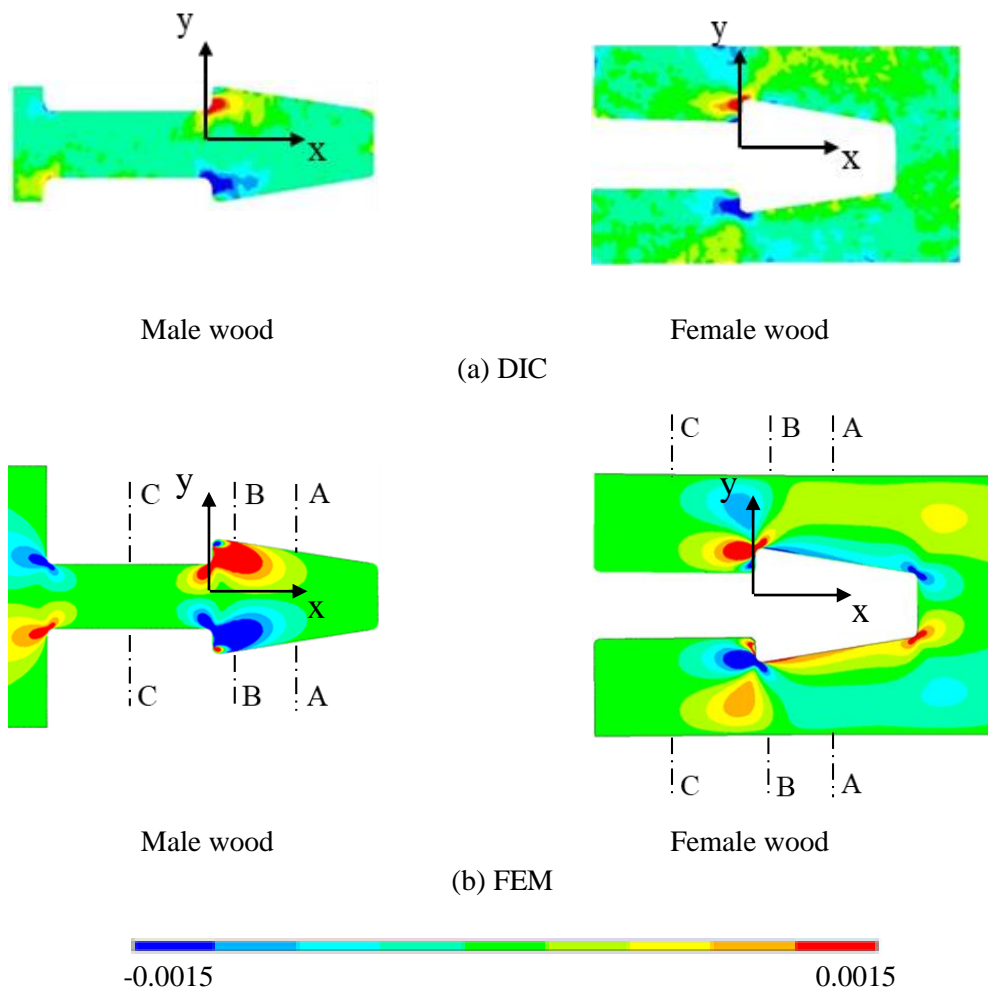 y y
x x
Male wood Female wood
(a) DIC
C B A C B A
y y
x x
C B A C B A
Male wood Female wood
(b) FEM
-0.0015 0.0015